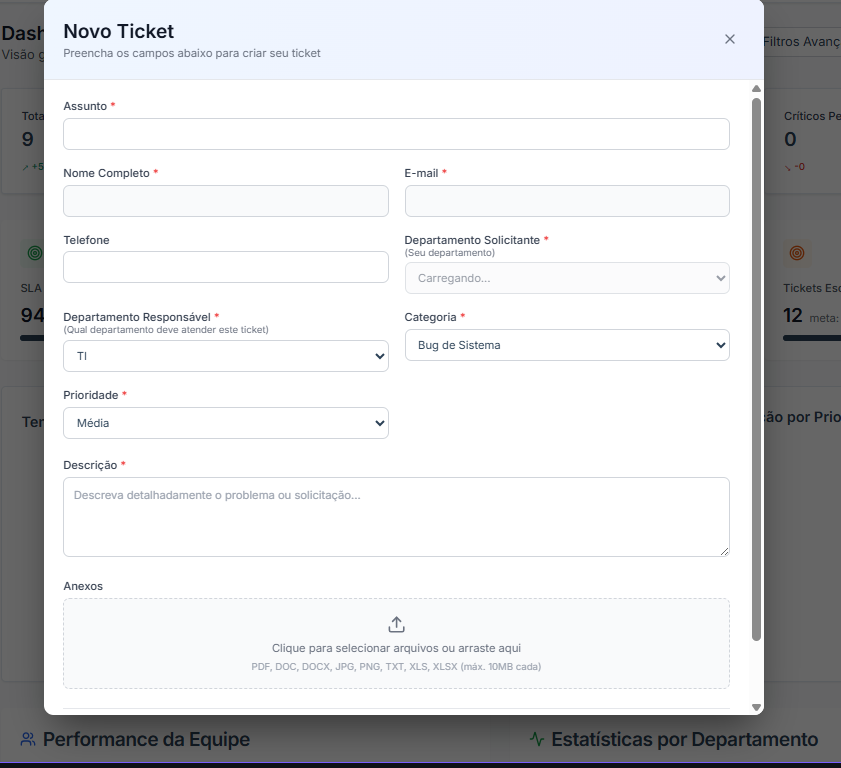 Dash
Novo Ticket
Preencha os campos abaixo para criar seu ticket
Filtros Avanç
Visão g
Assunto *
Tota
9
+5
Críticos Pe
0
-0
Nome Completo *
E-mail *
Telefone
Departamento Solicitante *
(Seu departamento)
Carregando...
SLA
94
Tickets Esc
12 meta:
Departamento Responsável *
(Qual departamento deve atender este ticket)
TI
Categoria *
Bug de Sistema
Prioridade *
Média
Ten
ção por Prio
Descrição *
Descreva detalhadamente o problema ou solicitação...
Anexos
Clique para selecionar arquivos ou arraste aqui
PDF, DOC, DOCX, JPG, PNG, TXT, XLS, XLSX (máx. 10MB cada)
Performance da Equipe
Estatísticas por Departamento